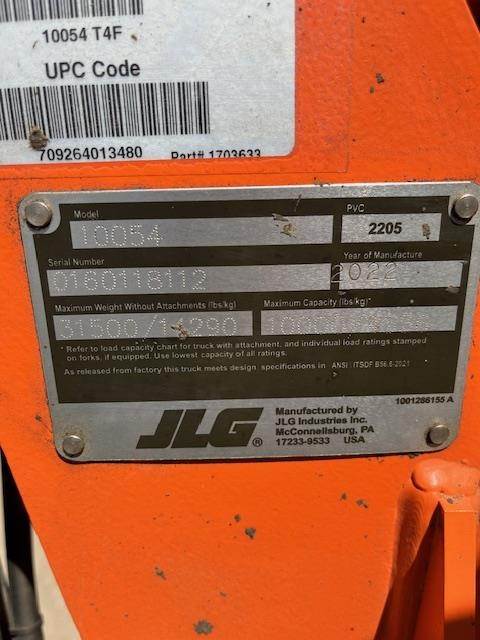 10054 T4F
UPC Code
709264013480 Part# 1703633
Model PVC
10054 2205
Serial Number Year of Manufacture
0160118112 2022
Maximum Weight Without Attachments (lbs/kg) Maximum Capacity (lbs/kg)*
* Refer to load capacity chart for truck with attachment, and individual load ratings stamped
on forks, if equipped. Use lowest capacity of all ratings.
As released from factory this truck meets design specifications in ANSI / ITSDF B56.6-2021
1001286155 A
JLG ®
Manufactured by
JLG Industries Inc.
McConnellsburg, PA
17233-9533 USA